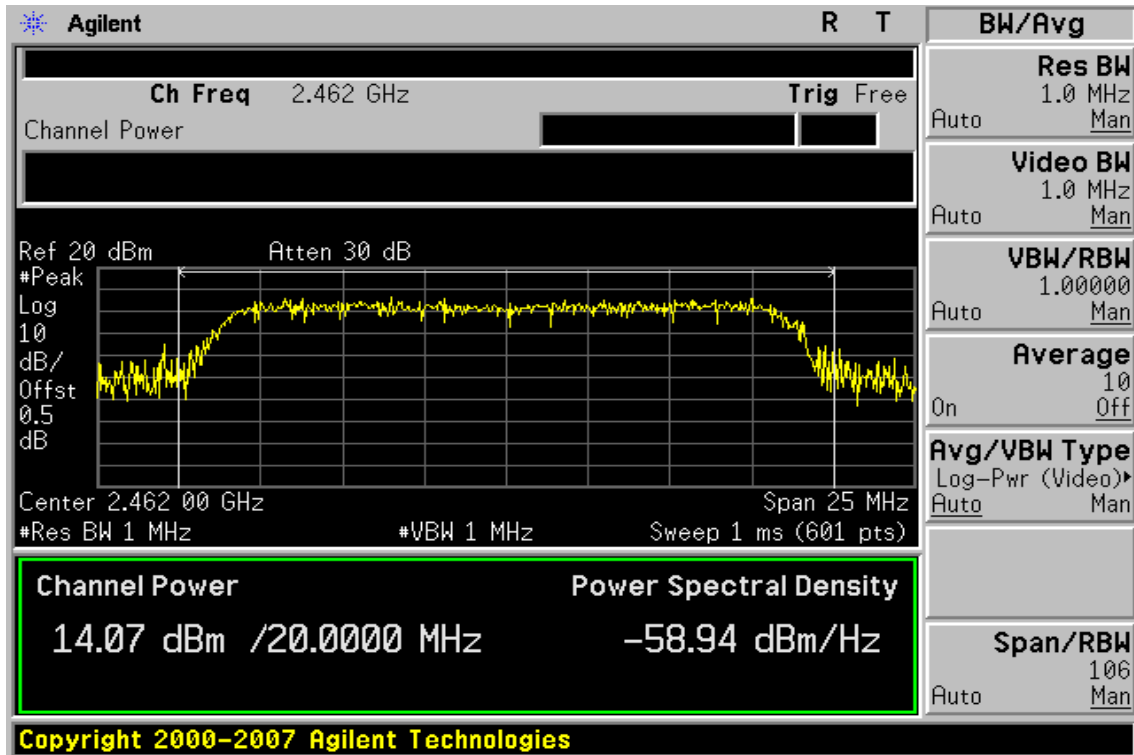 Agilent R T
Ch Freq 2.462 GHz Trig Free
Channel Power
Ref 20 dBm Atten 30 dB
#Peak
Log
10
dB/
Offst
0.5
dB
Center 2.462 00 GHz Span 25 MHz
#Res BW 1 MHz #VBW 1 MHz Sweep 1 ms (601 pts)
Channel Power Power Spectral Density
14.07 dBm /20.0000 MHz -58.94 dBm/Hz
Copyright 2000-2007 Agilent Technologies
BW/Avg
Res BW
1.0 MHz
Auto Man
Video BW
1.0 MHz
Auto Man
VBW/RBW
1.00000
Auto Man
Average
10
On Off
Avg/VBW Type
Log-Pwr (Video)
Auto Man
Span/RBW
106
Auto Man